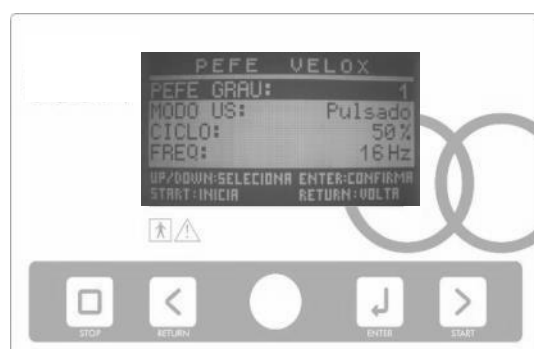 PEFE VELOX
PEFE GRAU: 1
MODO US: Pulsado
CICLO: 50%
FREQ: 16Hz
UP/DOWN:SELECIONA ENTER:CONFIRMA
START:INICIA RETURN:VOLTA
STOP RETURN ENTER START